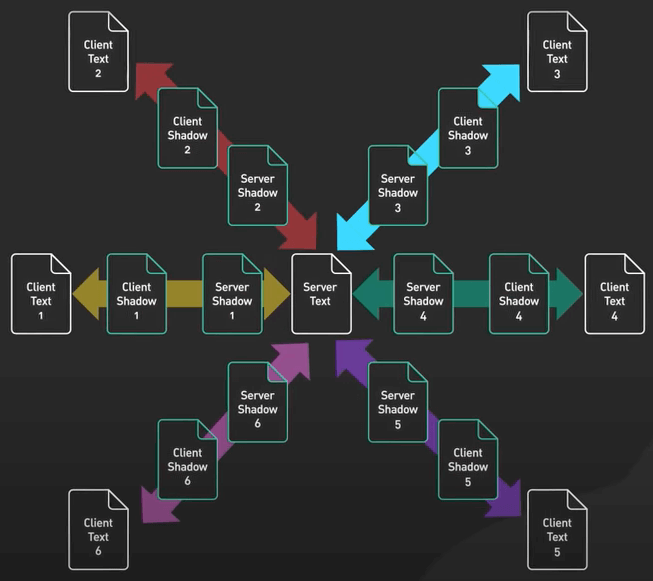 Client
Text
2
Client
Text
3
Client
Shadow
2
Client
Shadow
3
Server
Shadow
2
Server
Shadow
3
Client
Text
1
Client
Shadow
1
Server
Shadow
1
Server
Text
Server
Shadow
4
Client
Shadow
4
Client
Text
4
Server
Shadow
6
Server
Shadow
5
Client
Shadow
6
Client
Shadow
5
Client
Text
6
Client
Text
5